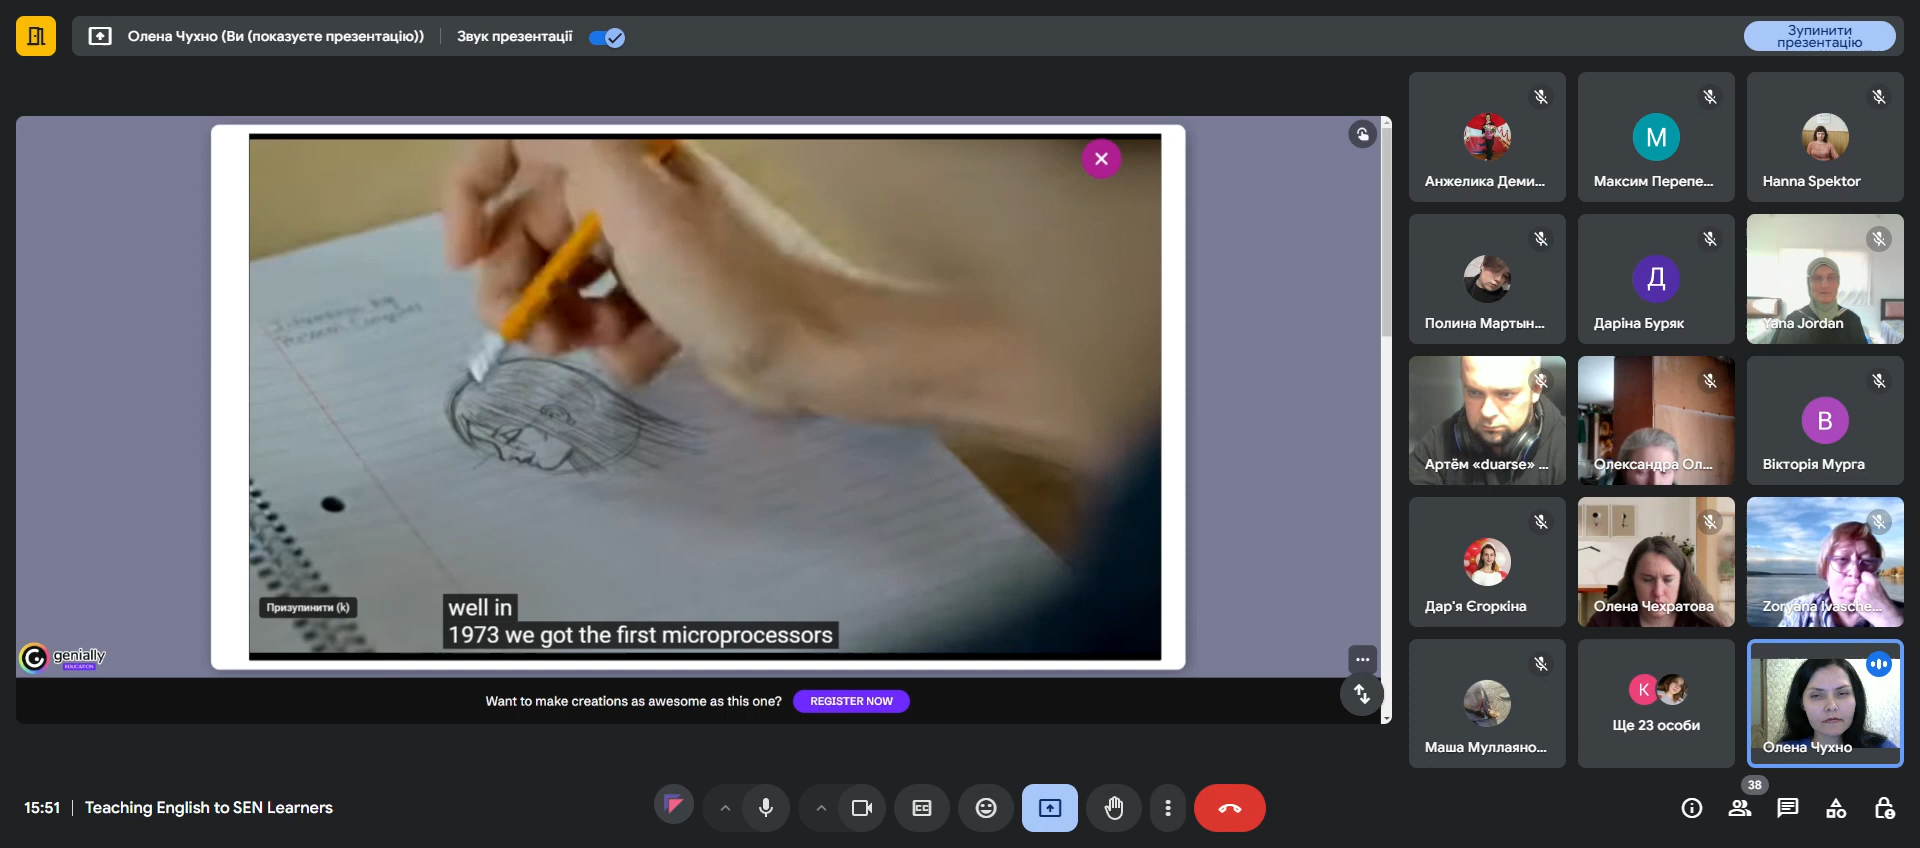 Олена Чухно (Ви (показуєте презентацію))
Звук презентації
Зупинити
презентацію
Анжелика Деми...
Максим Перепе...
Hanna Spektor
Полина Мартын...
Даріна Буряк
Yana Jordan
Артём «duarse» ...
Олександра Ол...
Вікторія Мурга
Дар'я Єгоркіна
Олена Чехратова
Zoryana Ivasche...
Маша Муллаяно...
Ще 23 особи
Олена Чухно
М
Д
В
К
Призупинити (k)
well in
1973 we got the first microprocessors
genially
EDUCATION
Want to make creations as awesome as this one?
REGISTER NOW
15:51
Teaching English to SEN Learners
CC
38